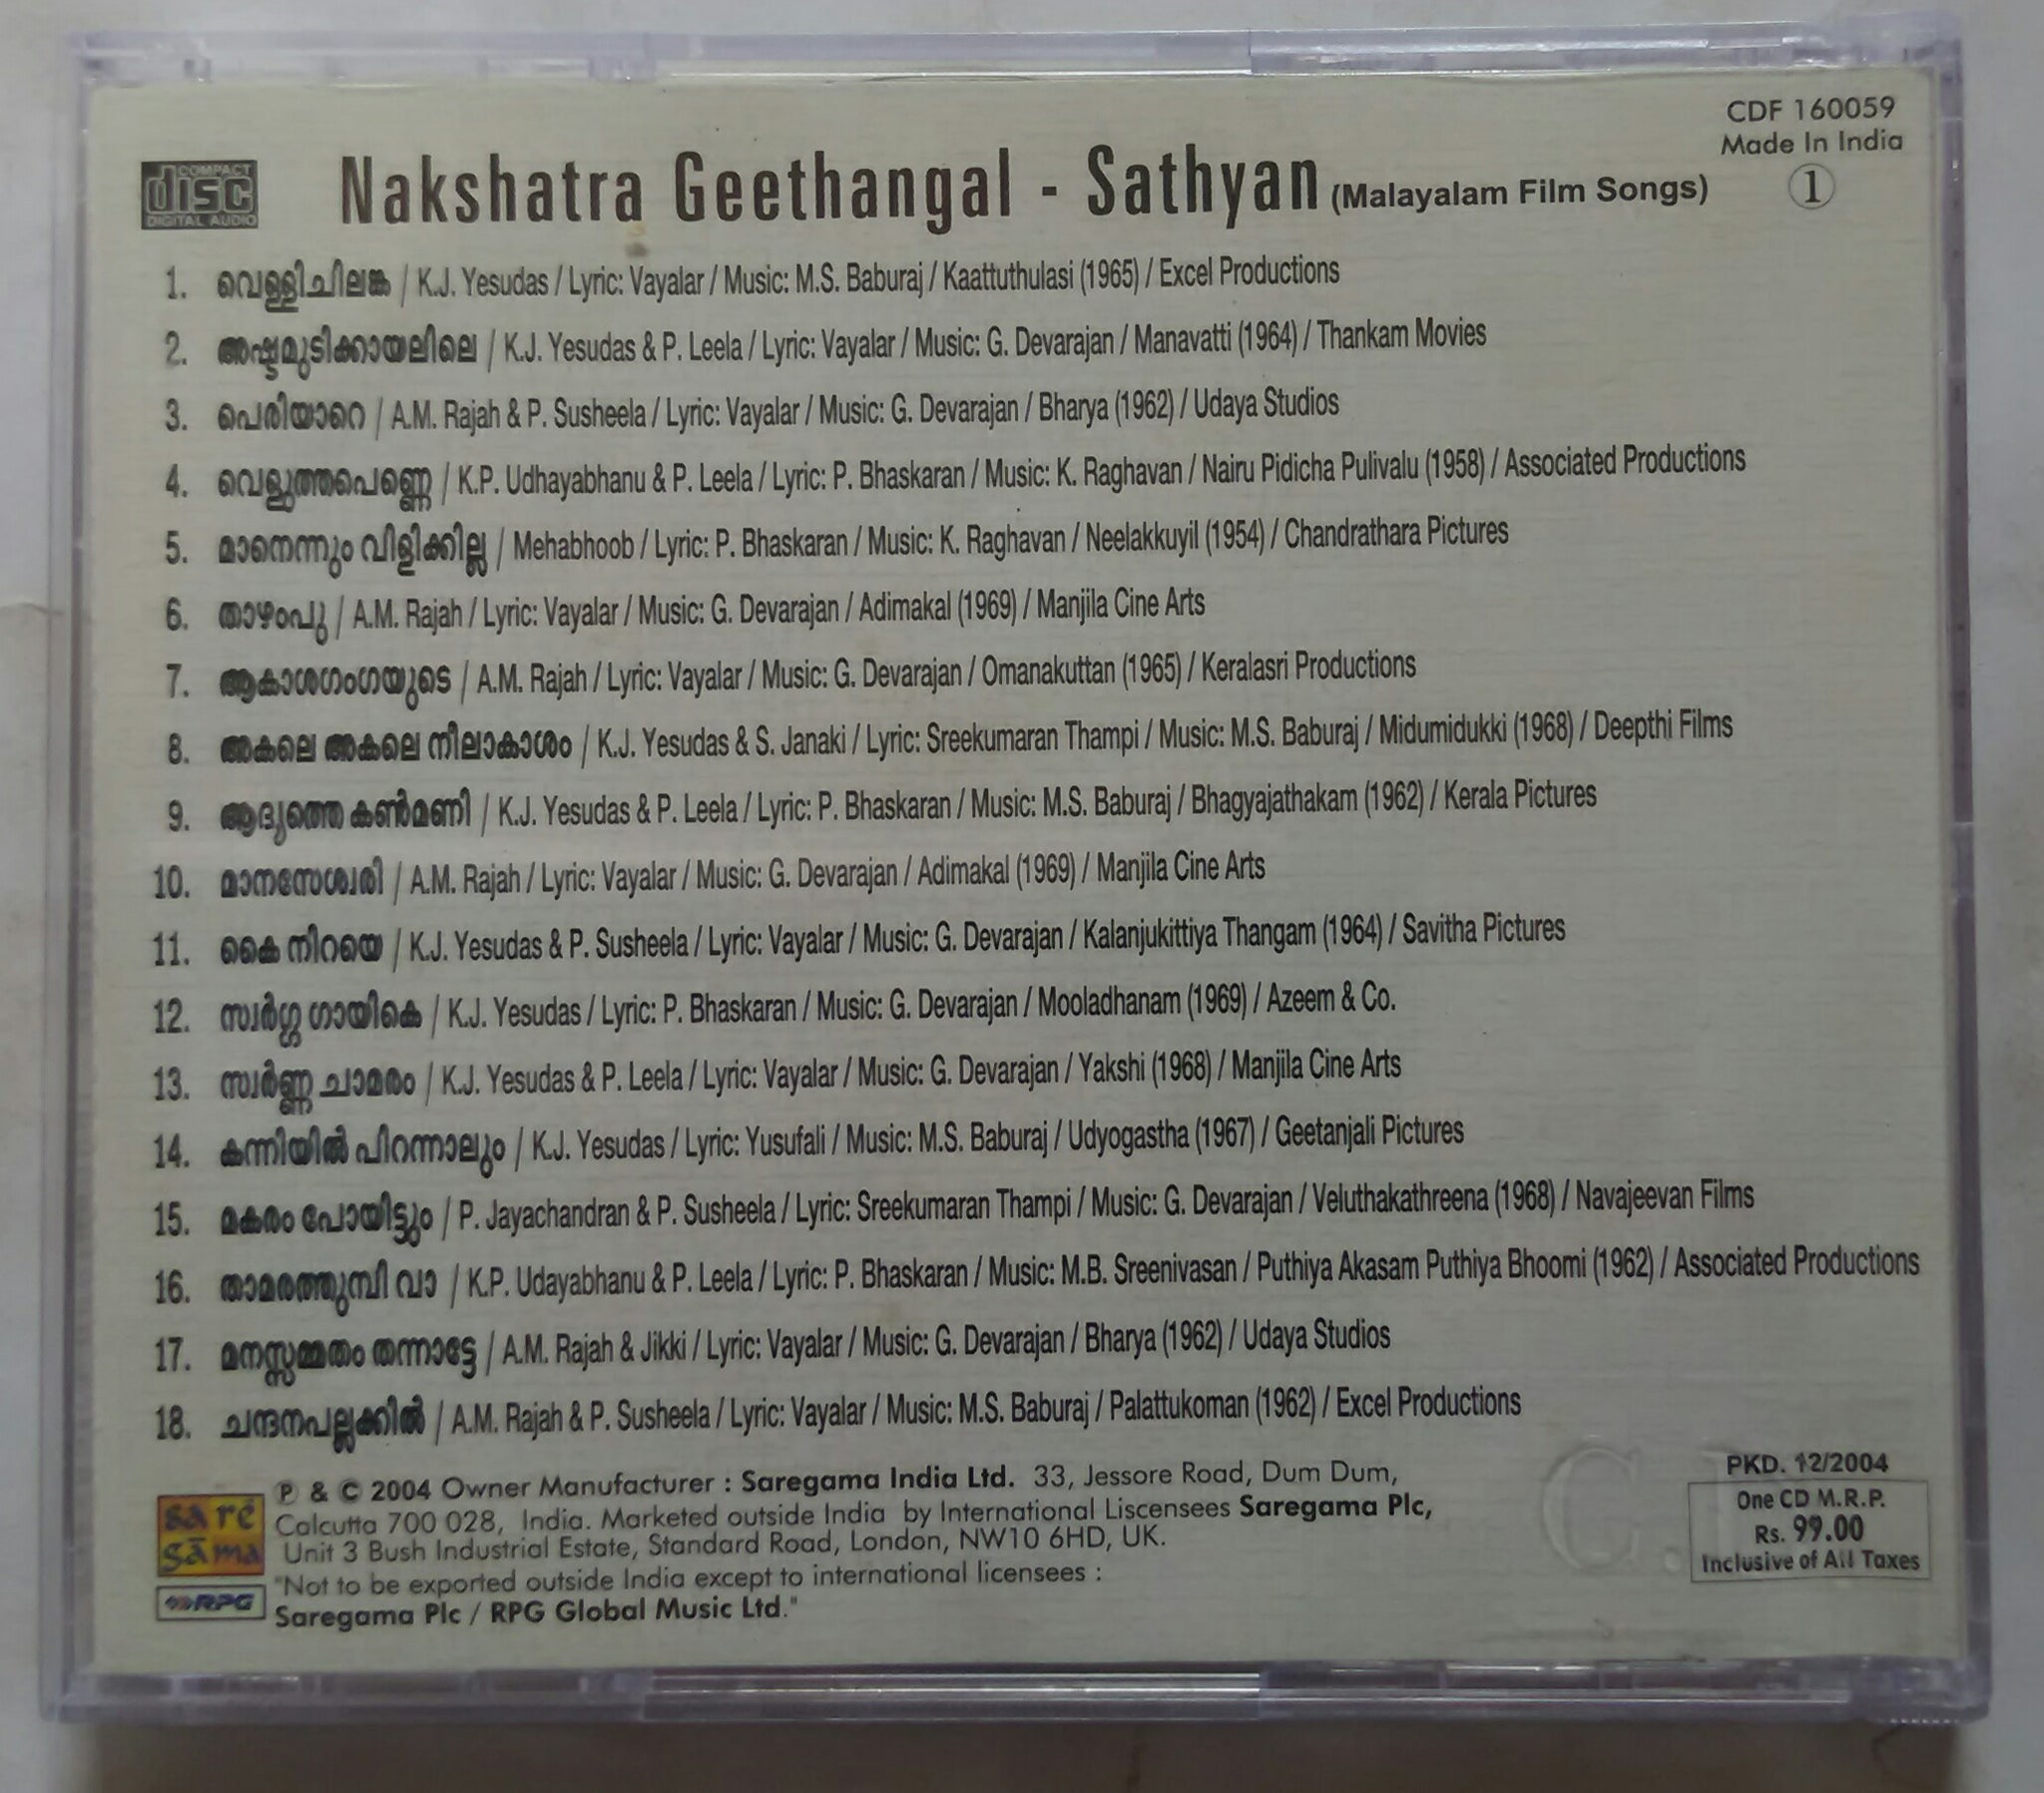 CDF 160059
Made In India
1
COMPACT
disc
DIGITAL AUDIO
Nakshatra Geethangal - Sathyan (Malayalam Film Songs)
1. വെള്ളിചിലങ്ക / K.J. Yesudas / Lyric: Vayalar / Music: M.S. Baburaj / Kaattuthulasi (1965) / Excel Productions
2. അഷ്ടമുടിക്കായലിലെ / K.J. Yesudas & P. Leela / Lyric: Vayalar / Music: G. Devarajan / Manavatti (1964) / Thankam Movies
3. പെരിയാറെ / A.M. Rajah & P. Susheela / Lyric: Vayalar / Music: G. Devarajan / Bharya (1962) / Udaya Studios
4. വെളുത്തപെണ്ണെ / K.P. Udhayabhanu & P. Leela / Lyric: P. Bhaskaran / Music: K. Raghavan / Nairu Pidicha Pulivalu (1958) / Associated Productions
5. മാനെന്നും വിളിക്കില്ല / Mehabhoob / Lyric: P. Bhaskaran / Music: K. Raghavan / Neelakkuyil (1954) / Chandrathara Pictures
6. താഴംപൂ / A.M. Rajah / Lyric: Vayalar / Music: G. Devarajan / Adimakal (1969) / Manjila Cine Arts
7. ആകാശഗംഗയുടെ / A.M. Rajah / Lyric: Vayalar / Music: G. Devarajan / Omanakuttan (1965) / Keralasri Productions
8. അകലെ അകലെ നീലാകാശം / K.J. Yesudas & S. Janaki / Lyric: Sreekumaran Thampi / Music: M.S. Baburaj / Midumidukki (1968) / Deepthi Films
9. ആദ്യത്തെ കൺമണി / K.J. Yesudas & P. Leela / Lyric: P. Bhaskaran / Music: M.S. Baburaj / Bhagyajathakam (1962) / Kerala Pictures
10. മാനസേശ്വരി / A.M. Rajah / Lyric: Vayalar / Music: G. Devarajan / Adimakal (1969) / Manjila Cine Arts
11. കൈ നിറയെ / K.J. Yesudas & P. Susheela / Lyric: Vayalar / Music: G. Devarajan / Kalanjukittiya Thangam (1964) / Savitha Pictures
12. സ്വർഗ്ഗ ഗായികെ / K.J. Yesudas / Lyric: P. Bhaskaran / Music: G. Devarajan / Mooladhanam (1969) / Azeem & Co.
13. സ്വർണ്ണ ചാമരം / K.J. Yesudas & P. Leela / Lyric: Vayalar / Music: G. Devarajan / Yakshi (1968) / Manjila Cine Arts
14. കന്നിയിൽ പിറന്നാലും / K.J. Yesudas / Lyric: Yusufali / Music: M.S. Baburaj / Udyogastha (1967) / Geetanjali Pictures
15. മകരം പോയിട്ടും / P. Jayachandran & P. Susheela / Lyric: Sreekumaran Thampi / Music: G. Devarajan / Veluthakathreena (1968) / Navajeevan Films
16. താമരത്തുമ്പി വാ / K.P. Udayabhanu & P. Leela / Lyric: P. Bhaskaran / Music: M.B. Sreenivasan / Puthiya Akasam Puthiya Bhoomi (1962) / Associated Productions
17. മനസ്സമ്മതം തന്നാട്ടേ / A.M. Rajah & Jikki / Lyric: Vayalar / Music: G. Devarajan / Bharya (1962) / Udaya Studios
18. ചന്ദനപല്ലക്കിൽ / A.M. Rajah & P. Susheela / Lyric: Vayalar / Music: M.S. Baburaj / Palattukoman (1962) / Excel Productions
sa rē
gāma
RPG
℗ & © 2004 Owner Manufacturer : Saregama India Ltd. 33, Jessore Road, Dum Dum,
Calcutta 700 028, India. Marketed outside India by International Liscensees Saregama Plc,
Unit 3 Bush Industrial Estate, Standard Road, London, NW10 6HD, UK.
"Not to be exported outside India except to international licensees :
Saregama Plc / RPG Global Music Ltd."
PKD. 12/2004
One CD M.R.P.
Rs. 99.00
Inclusive of All Taxes